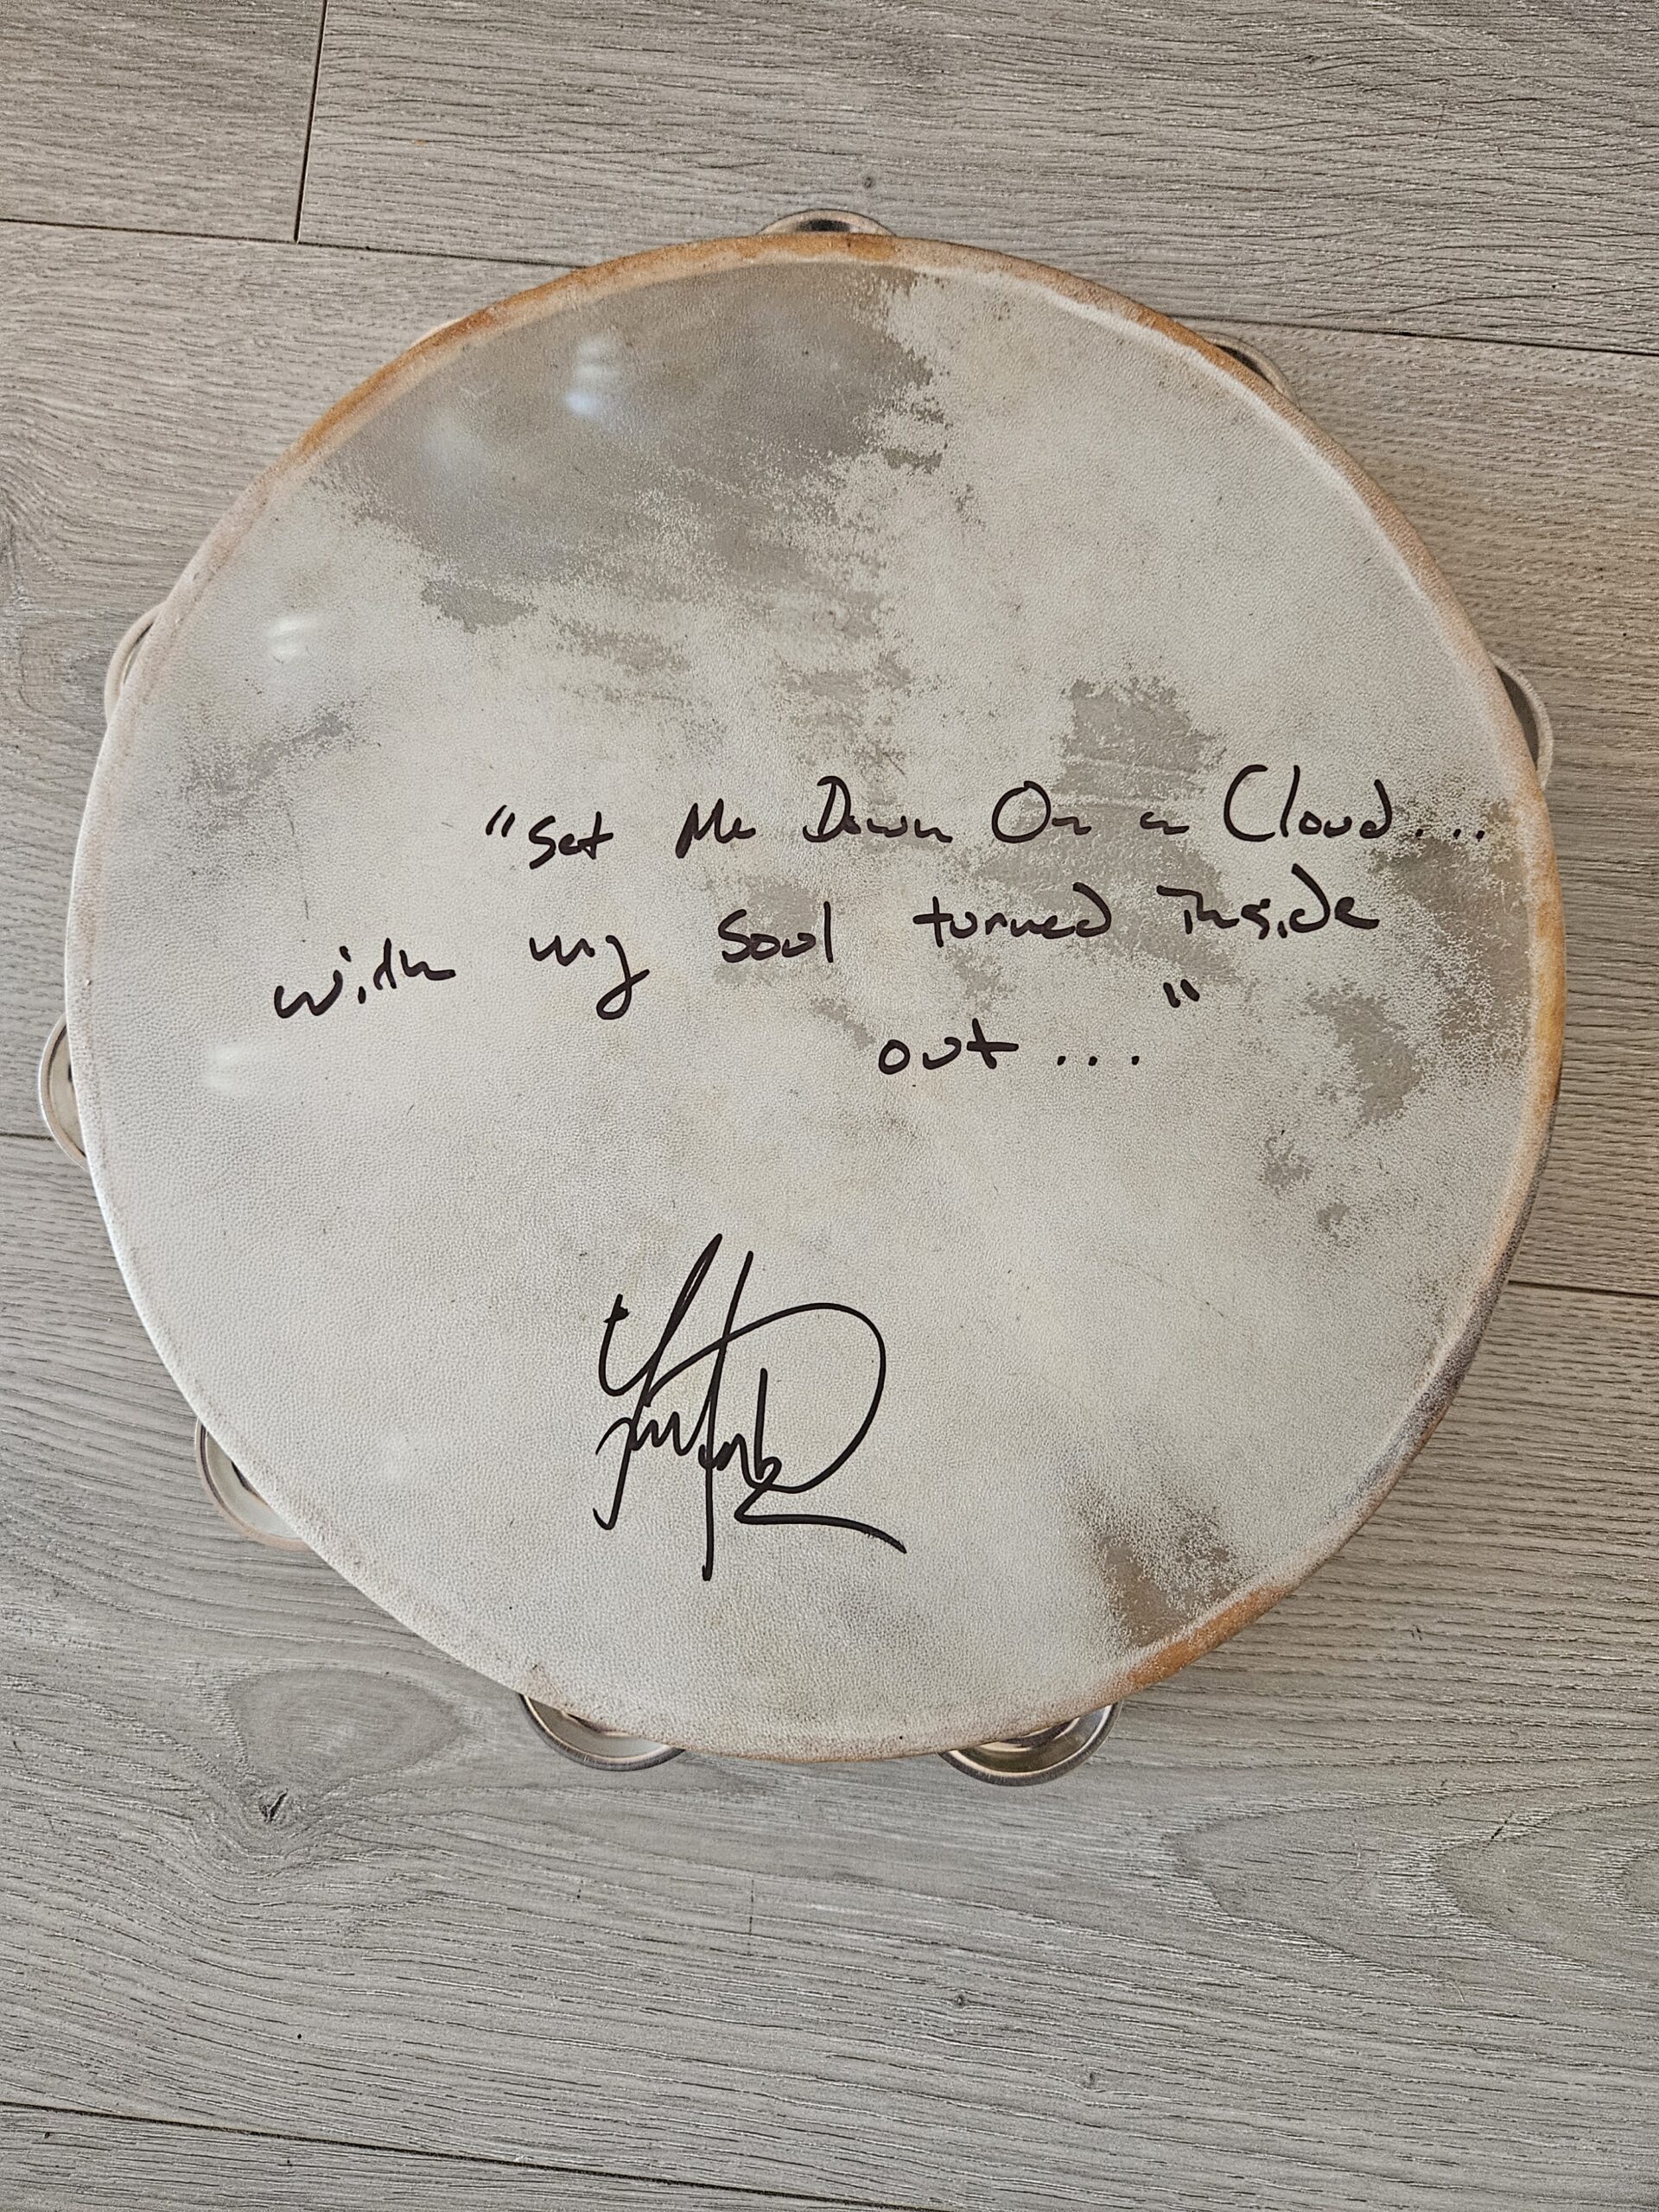 "Set Me Down On a Cloud...
with my Soul turned Inside
out..."